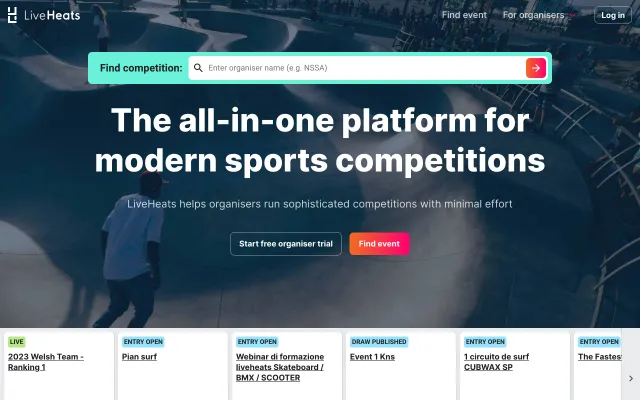 LiveHeats
Find event
For organisers
Log in
Find competition:
Enter organiser name (e.g. NSSA)
The all-in-one platform for
modern sports competitions
LiveHeats helps organisers run sophisticated competitions with minimal effort
Start free organiser trial
Find event
LIVE
2023 Welsh Team -
Ranking 1
ENTRY OPEN
Pian surf
ENTRY OPEN
Webinar di formazione
liveheats Skateboard /
BMX / SCOOTER
DRAW PUBLISHED
Event 1 Kns
ENTRY OPEN
1 circuito de surf
CUBWAX SP
ENTRY OPEN
The Fastest